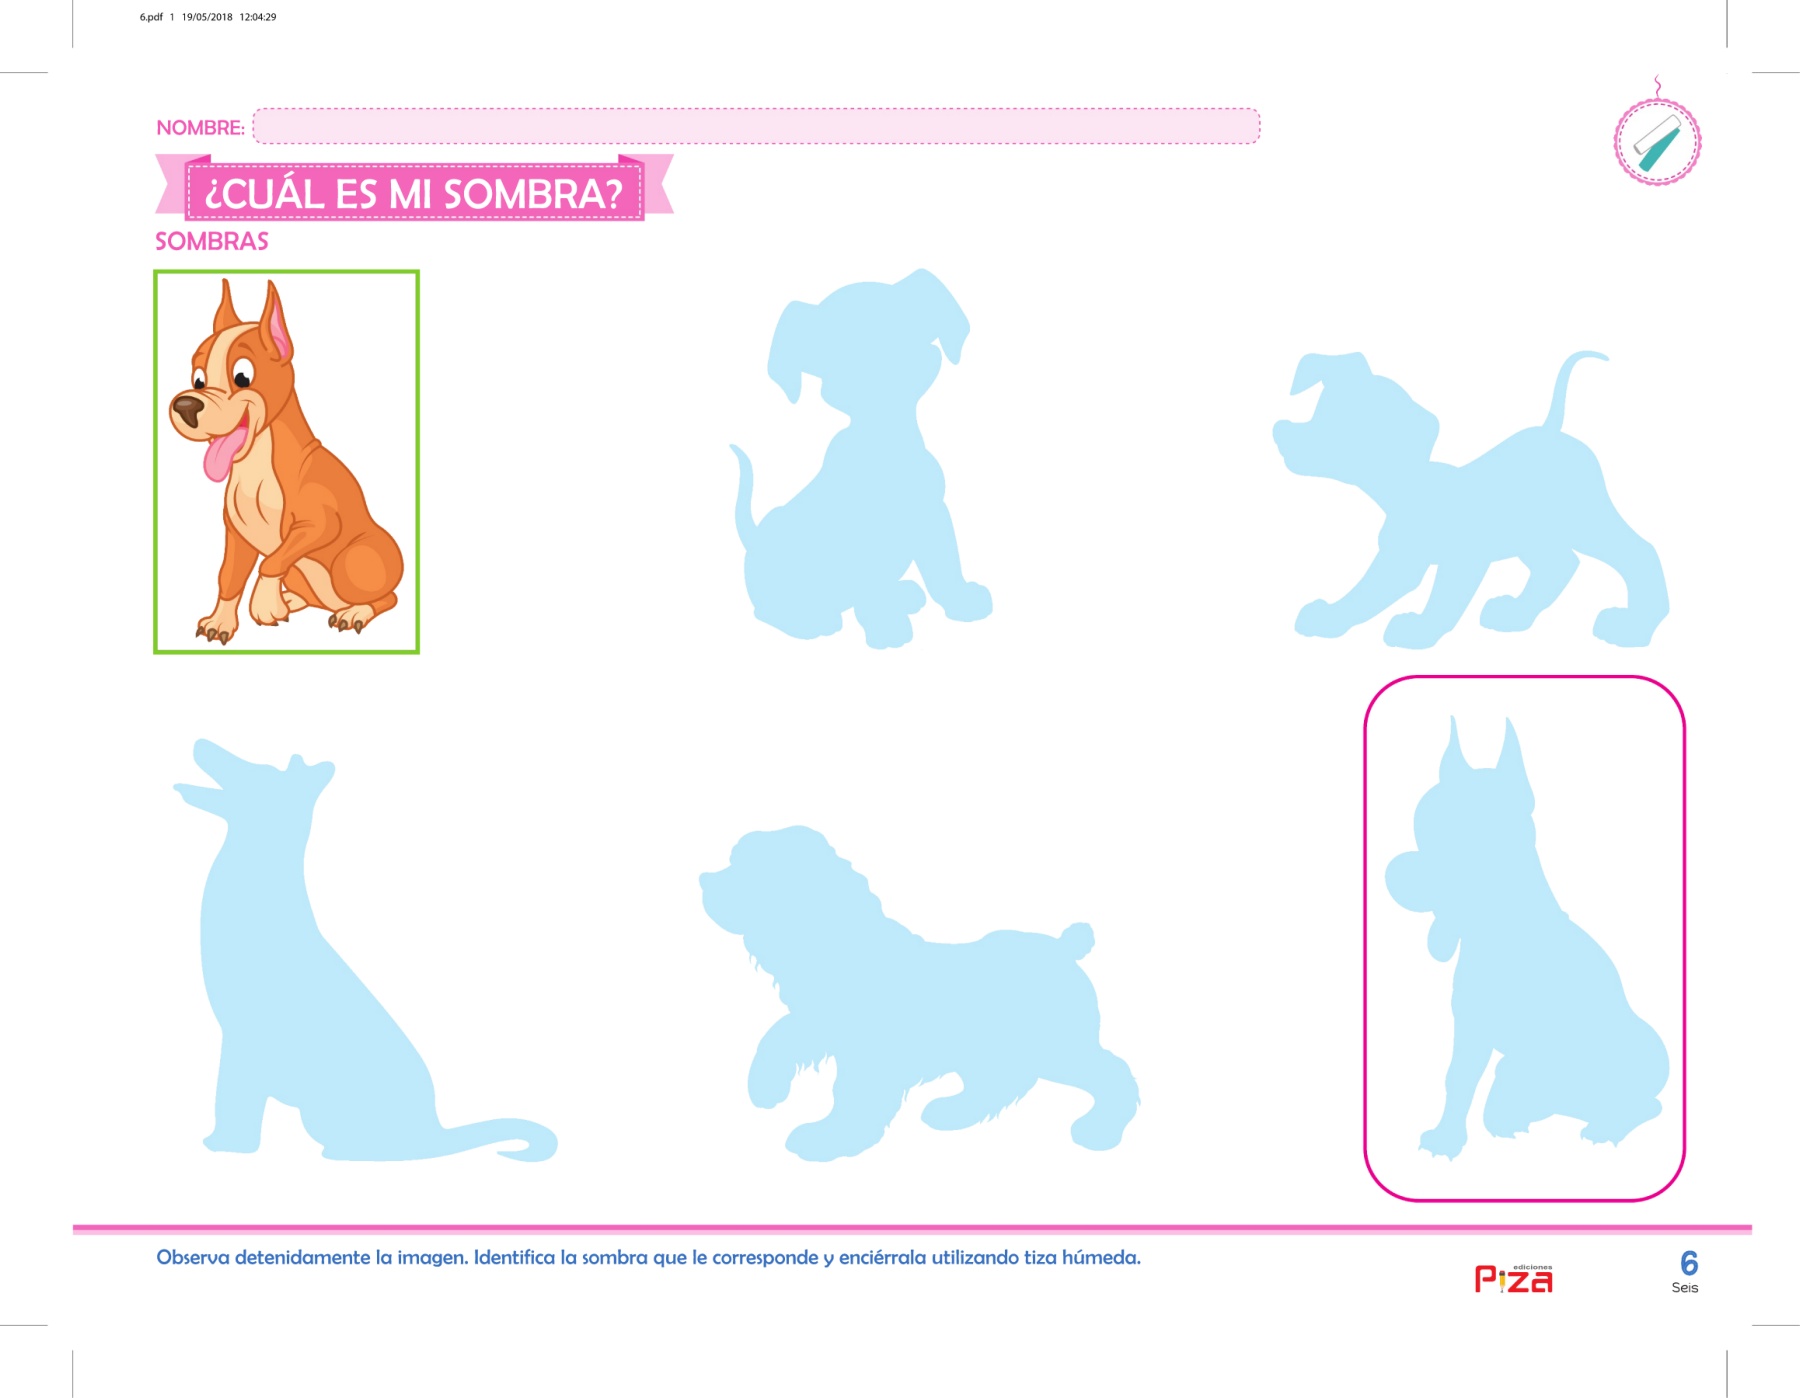 6.pdf 1 19/05/2018 12:04:29
NOMBRE:
¿CUÁL ES MI SOMBRA?
SOMBRAS
Observa detenidamente la imagen. Identifica la sombra que le corresponde y enciérrala utilizando tiza húmeda.
ediciones
Piza
6
Seis